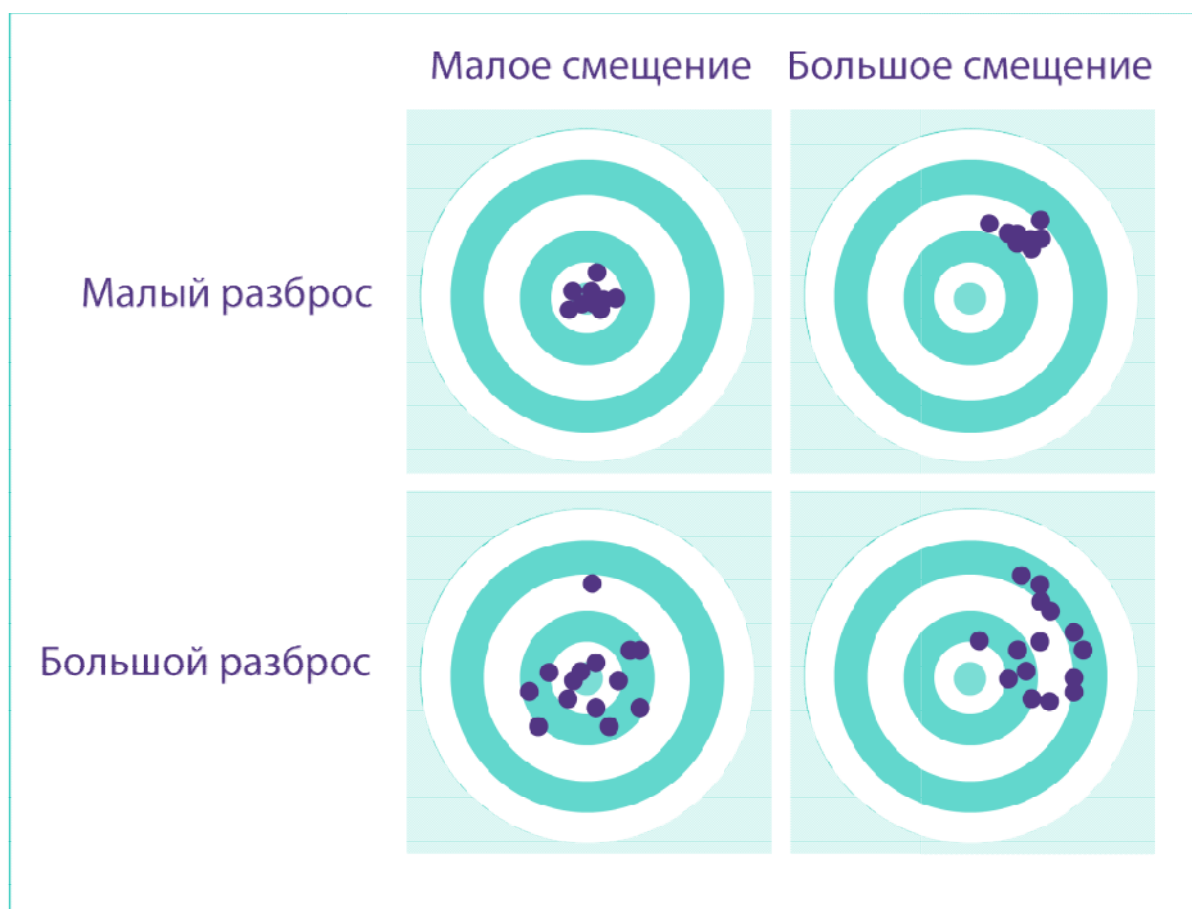 Малое смещение
Большое смещение
Малый разброс
Большой разброс